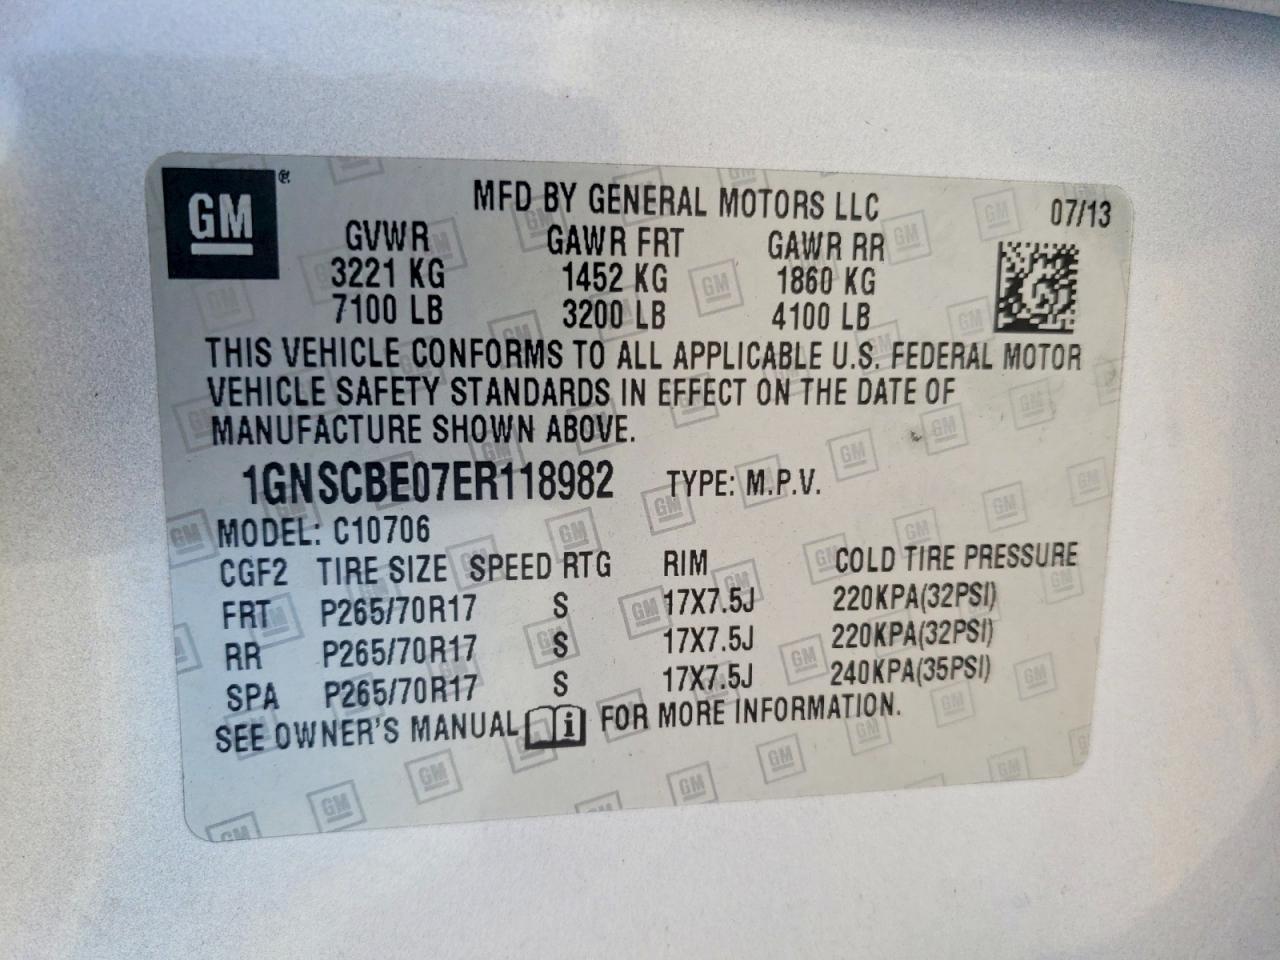 GM ®
MFD BY GENERAL MOTORS LLC 07/13
GVWR GAWR FRT GAWR RR
3221 KG 1452 KG 1860 KG
7100 LB 3200 LB 4100 LB
THIS VEHICLE CONFORMS TO ALL APPLICABLE U.S. FEDERAL MOTOR
VEHICLE SAFETY STANDARDS IN EFFECT ON THE DATE OF
MANUFACTURE SHOWN ABOVE.
1GNSCBE07ER118982 TYPE: M.P.V.
MODEL: C10706
CGF2 TIRE SIZE SPEED RTG RIM COLD TIRE PRESSURE
FRT P265/70R17 S 17X7.5J 220KPA(32PSI)
RR P265/70R17 S 17X7.5J 220KPA(32PSI)
SPA P265/70R17 S 17X7.5J 240KPA(35PSI)
SEE OWNER'S MANUAL i FOR MORE INFORMATION.